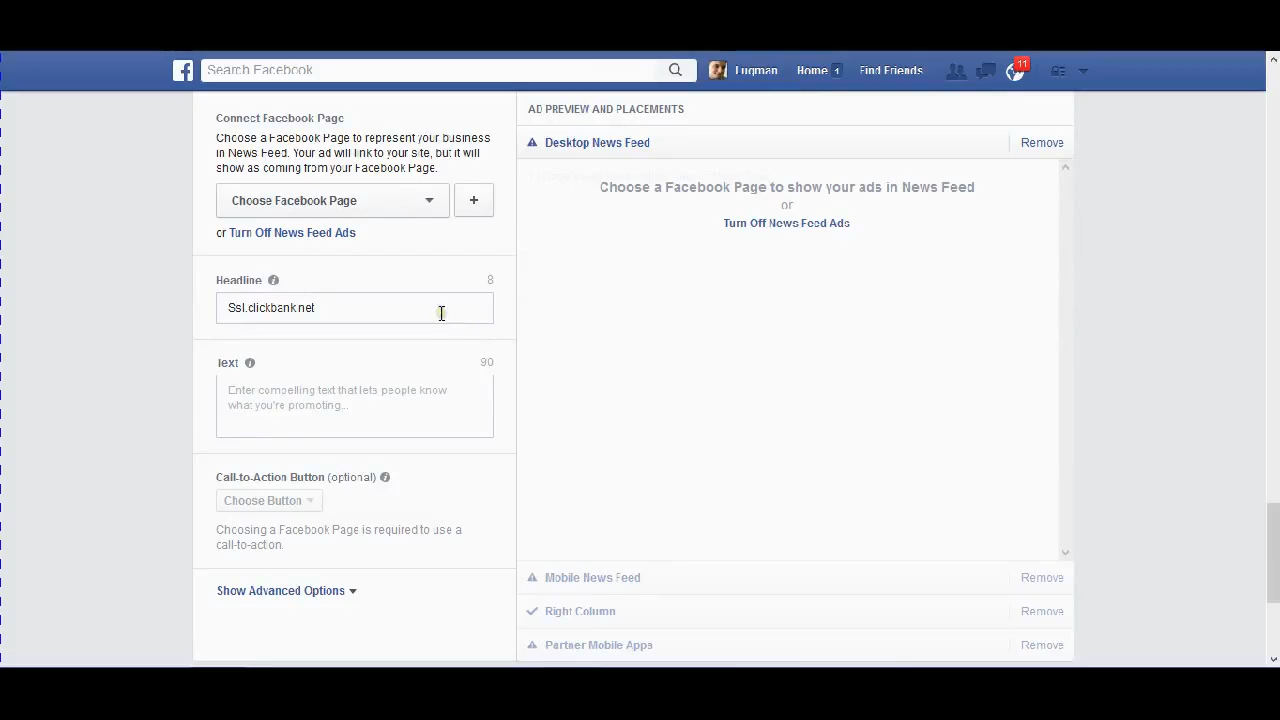 Search Facebook
Luqman
Home 4
Find Friends
11
Connect Facebook Page
Choose a Facebook Page to represent your business
in News Feed. Your ad will link to your site, but it will
show as coming from your Facebook Page.
Choose Facebook Page
+
or Turn Off News Feed Ads
Headline
8
Ssl.clickbank.net
Text
90
Enter compelling text that lets people know
what you're promoting...
Call-to-Action Button (optional)
Choose Button
Choosing a Facebook Page is required to use a
call-to-action.
Show Advanced Options
AD PREVIEW AND PLACEMENTS
Desktop News Feed
Remove
Choose a Facebook Page to show your ads in News Feed
or
Turn Off News Feed Ads
Mobile News Feed
Remove
Right Column
Remove
Partner Mobile Apps
Remove